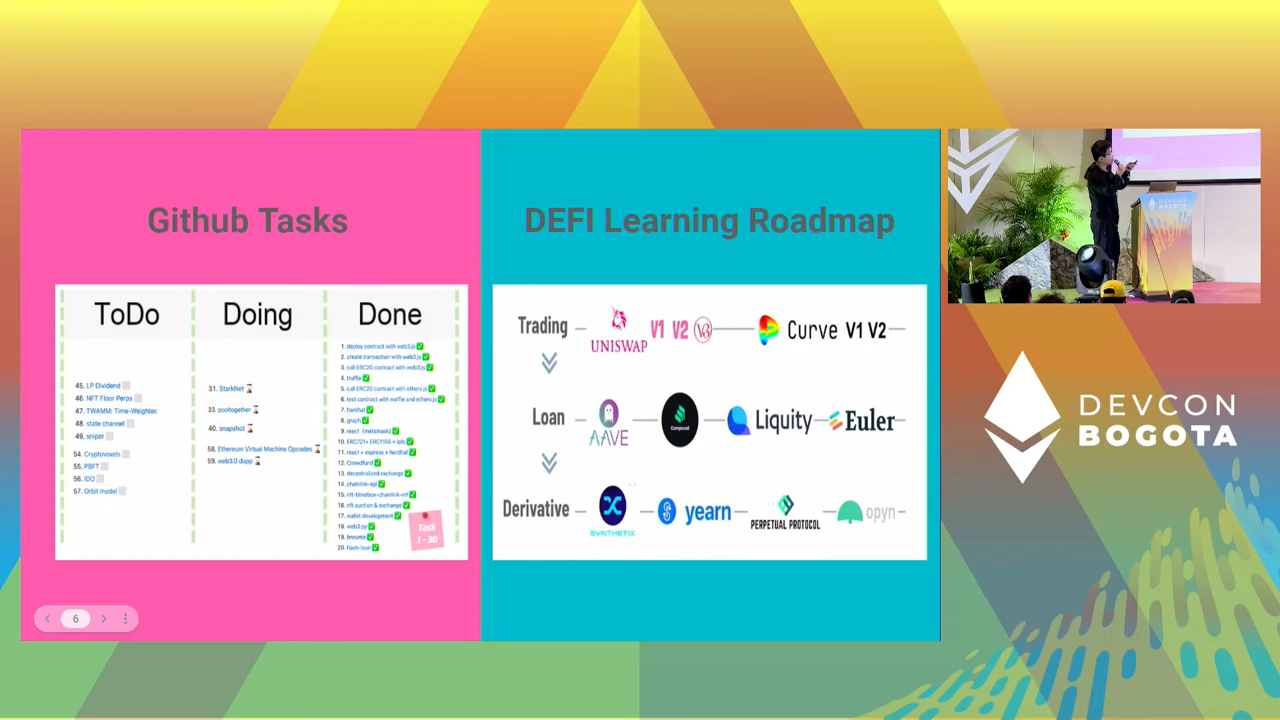 Github Tasks
ToDo
45. LP Dividend
46. NFT Floor Perps
47. TWAMM: Time-Weighted
48. state channel
49. sniper
54. Cryptovoxels
55. PBFT
56. IDO
57. Orbit model
Doing
31. StarkNet
33. pooltogether
40. snapshot
58. Ethereum Virtual Machine Opcodes
59. web3.0 dapp
Done
1. deploy contract with web3.js
2. create transaction with web3.js
3. call ERC20 contract with web3.js
4. truffle
5. call ERC20 contract with ethers.js
6. test contract with waffle and ethers.js
7. hardhat
8. graph
9. react (metamask)
10. ERC721+ ERC1155 + ipfs
11. react + express + hardhat
12. Crowdfund
13. decentralized exchange
14. chainlink-api
15. nft-blindbox-chainlink-vrf
16. nft auction & exchange
17. wallet development
18. web3.py
19. brownie
20. flash-loan
Task
1 - 30
6
DEFI Learning Roadmap
Trading
UNISWAP
V1 V2 V3
Curve V1 V2
Loan
AAVE
Compound
Liquity
Euler
Derivative
SYNTHETIX
yearn
PERPETUAL PROTOCOL
opyn
DEVCON
BOGOTA
DEVCON
BOGOTA